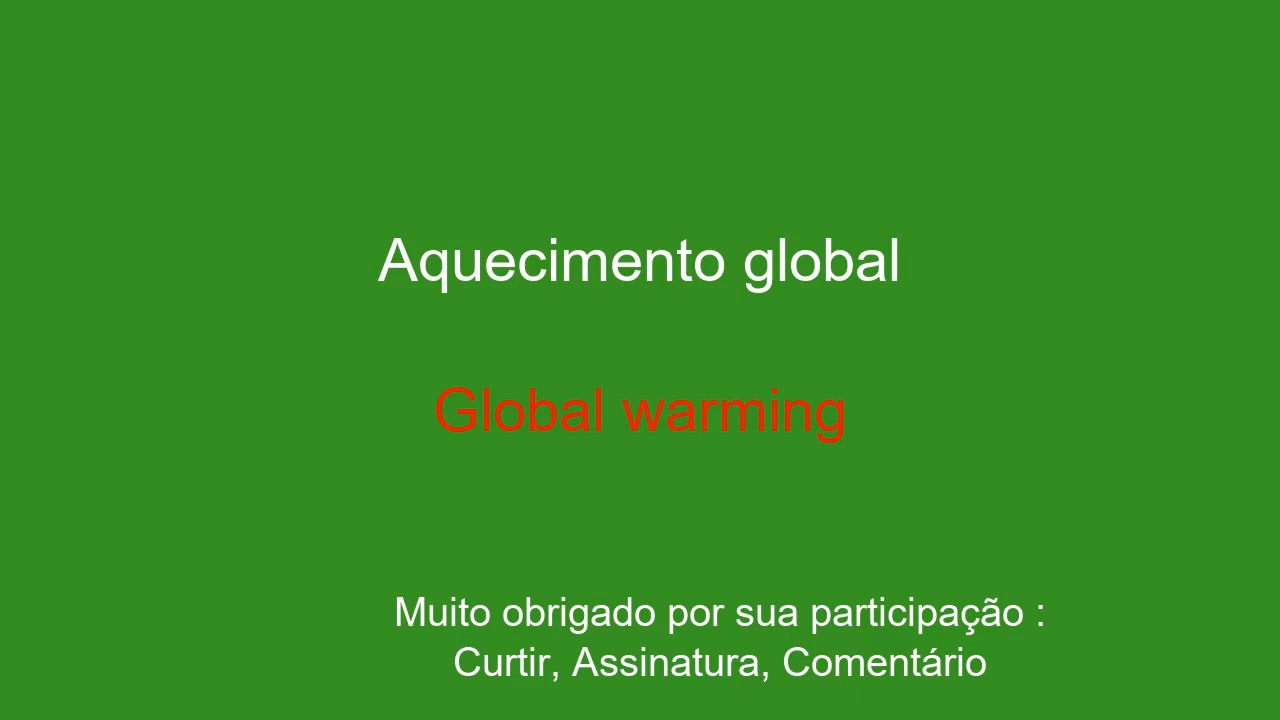 Aquecimento global
Global warming
Muito obrigado por sua participação :
Curtir, Assinatura, Comentário